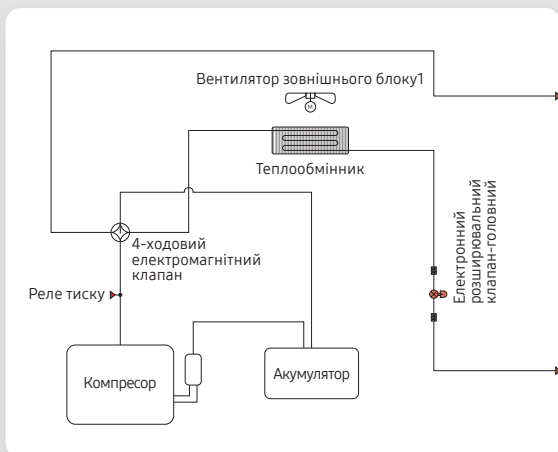 Вентилятор зовнішнього блоку1
M
Теплообмінник
4-ходовий
електромагнітний
клапан
Електронний
розширювальний
клапан-головний
Реле тиску
Компресор
Акумулятор